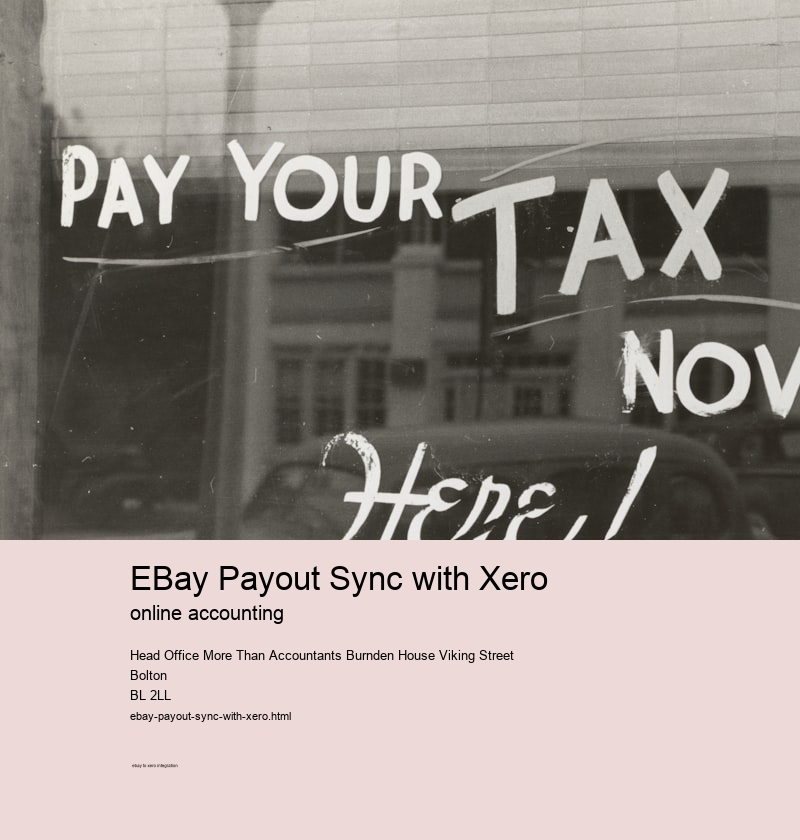 PAY YOUR
TAX
NOW
Here!
EBay Payout Sync with Xero
online accounting
Head Office More Than Accountants Burnden House Viking Street
Bolton
BL 2LL
ebay-payout-sync-with-xero.html
ebay to xero integration